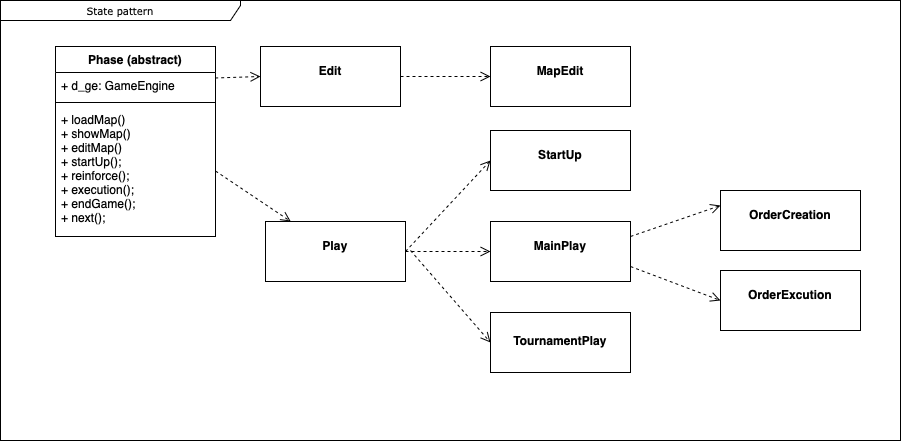 State pattern
Phase (abstract)
+ d_ge: GameEngine
+ loadMap()
+ showMap()
+ editMap()
+ startUp();
+ reinforce();
+ execution();
+ endGame();
+ next();
Edit
MapEdit
StartUp
Play
MainPlay
TournamentPlay
OrderCreation
OrderExcution